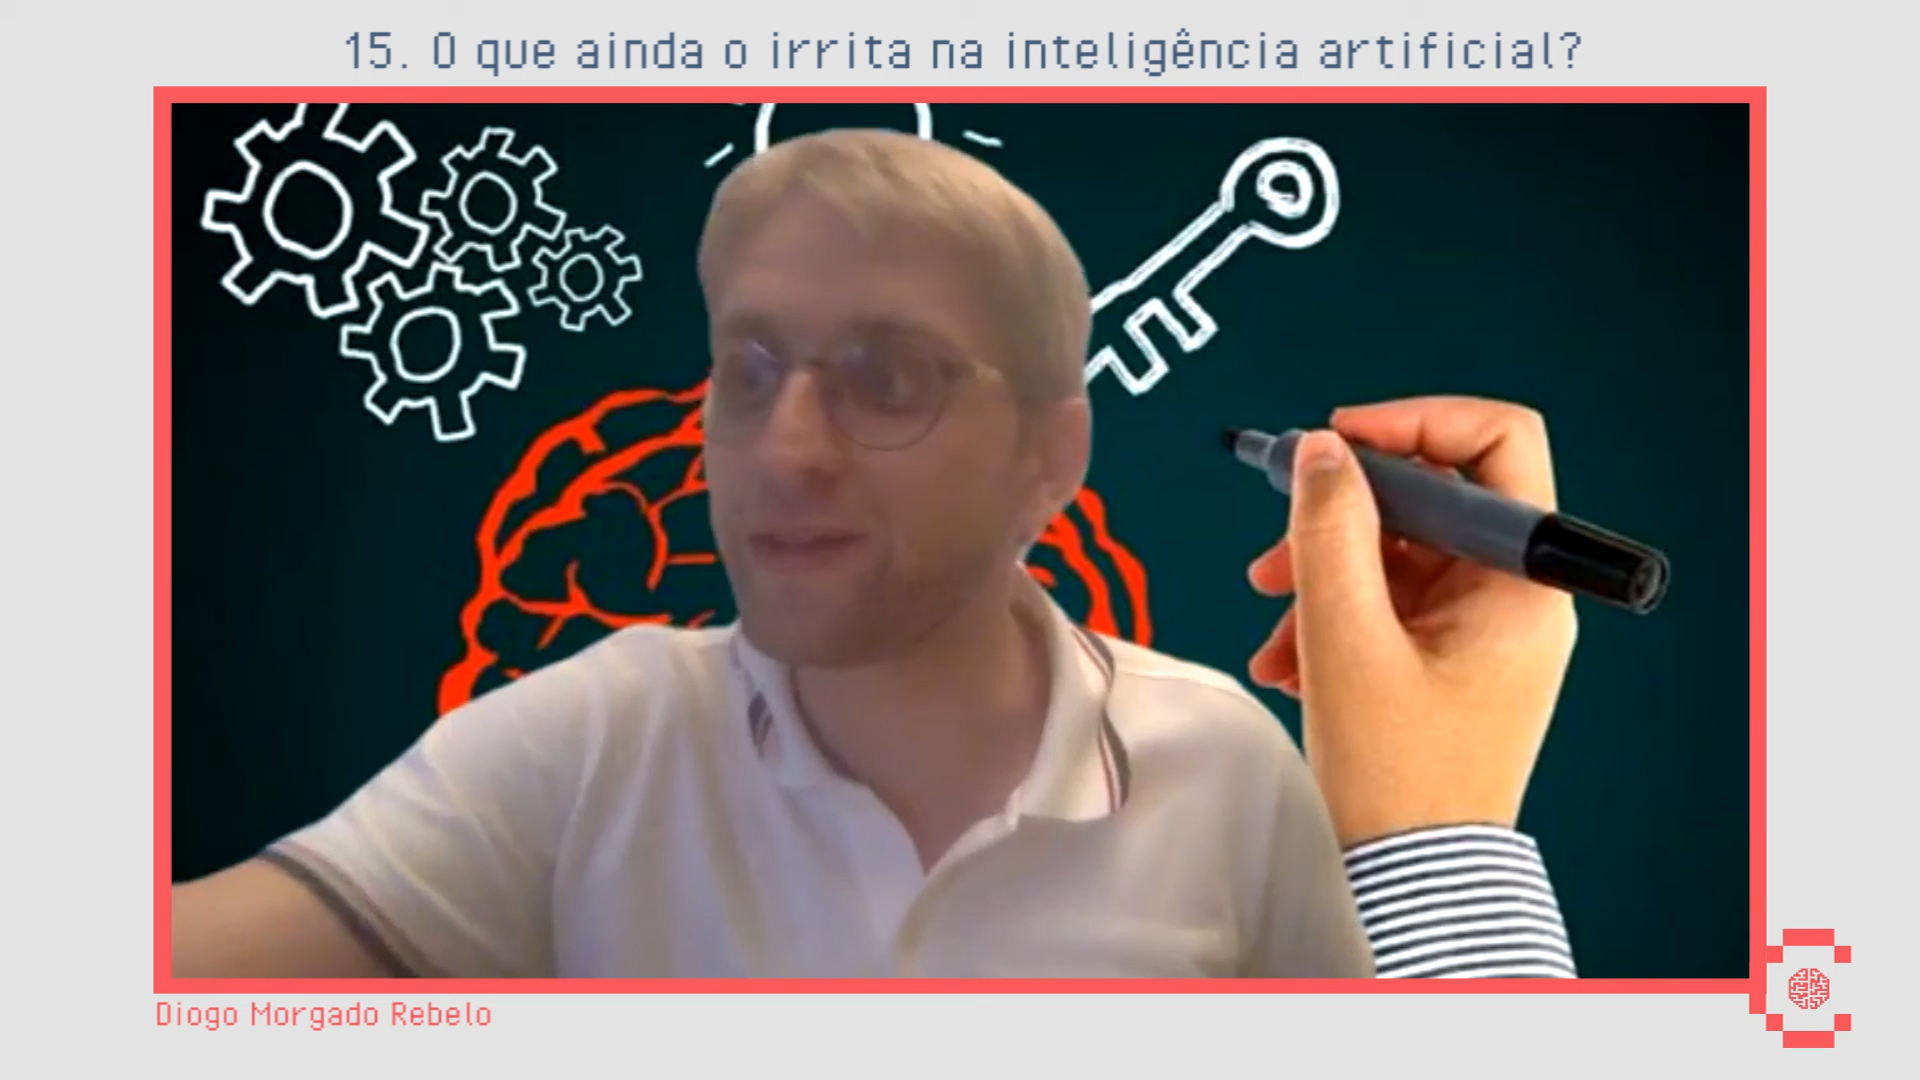 15. O que ainda o irrita na inteligência artificial?
Diogo Morgado Rebelo